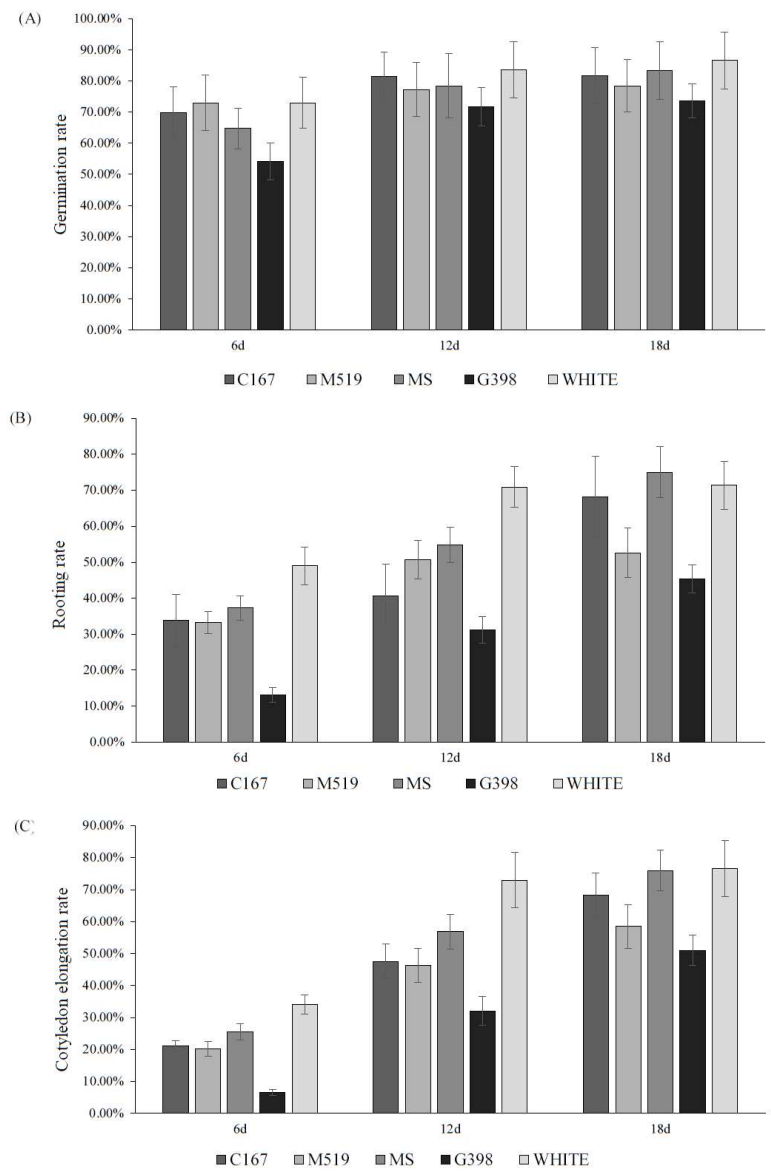 (A)
Germination rate
100.00%
90.00%
80.00%
70.00%
60.00%
50.00%
40.00%
30.00%
20.00%
10.00%
0.00%
6d 12d 18d
C167 M519 MS G398 WHITE
(B)
Rooting rate
90.00%
80.00%
70.00%
60.00%
50.00%
40.00%
30.00%
20.00%
10.00%
0.00%
6d 12d 18d
C167 M519 MS G398 WHITE
(C)
Cotyledon elongation rate
90.00%
80.00%
70.00%
60.00%
50.00%
40.00%
30.00%
20.00%
10.00%
0.00%
6d 12d 18d
C167 M519 MS G398 WHITE